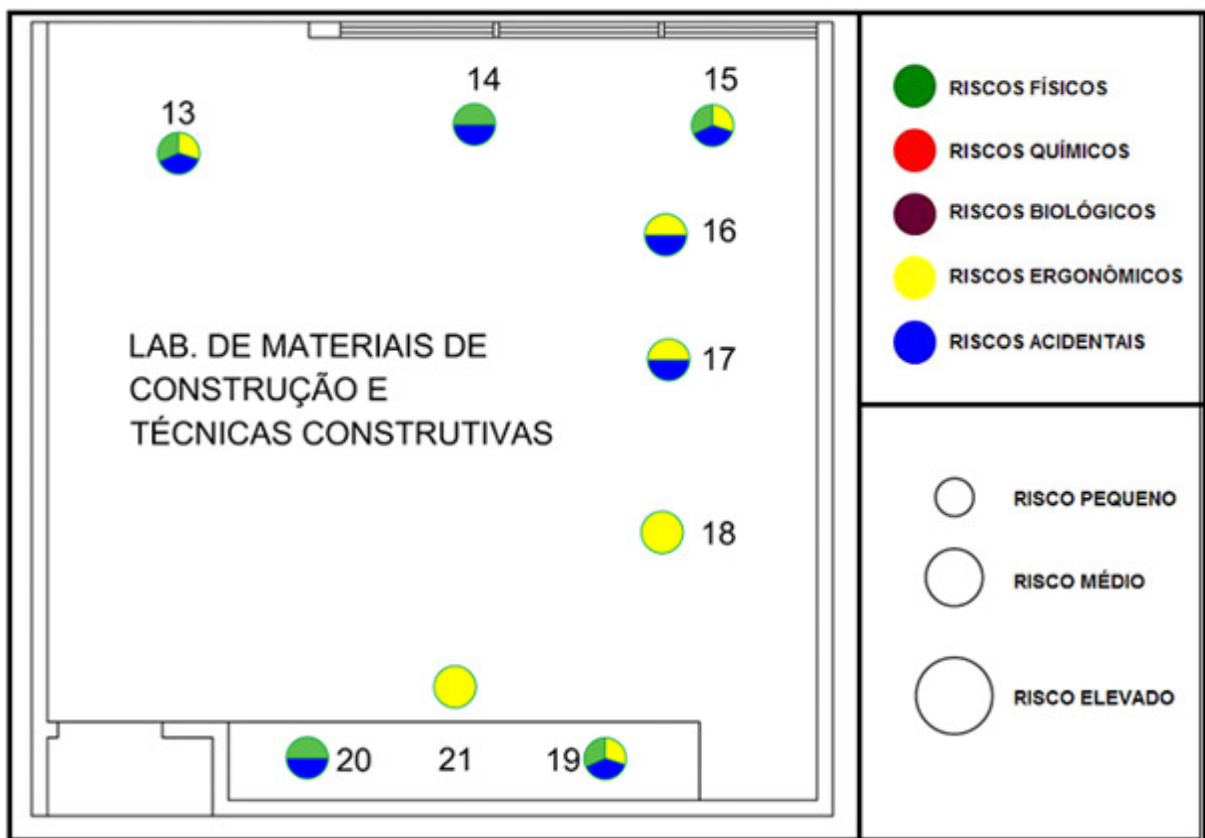 13
14
15
16
17
LAB. DE MATERIAIS DE
CONSTRUÇÃO E
TÉCNICAS CONSTRUTIVAS
18
20
21
19
RISCOS FÍSICOS
RISCOS QUÍMICOS
RISCOS BIOLÓGICOS
RISCOS ERGONÔMICOS
RISCOS ACIDENTAIS
RISCO PEQUENO
RISCO MÉDIO
RISCO ELEVADO